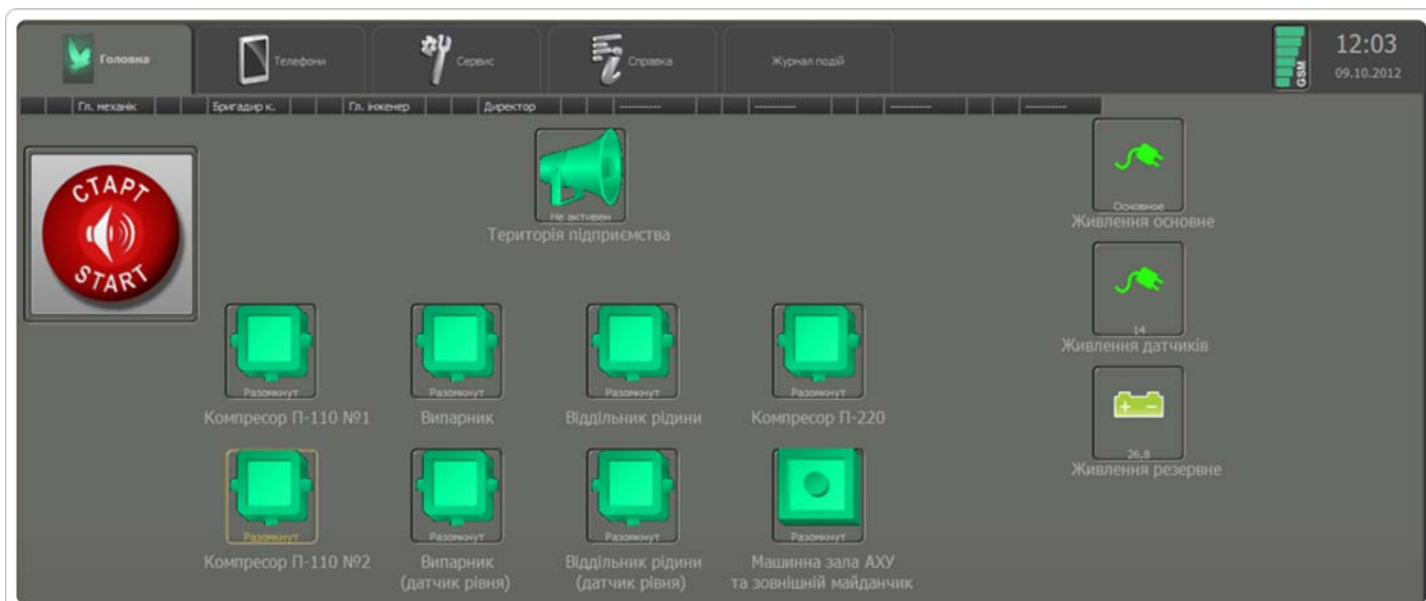 Головна
Телефони
Сервис
Справка
Журнал подій
GSM
12:03
09.10.2012
Гл. механік
Бригадир к.
Гл. інженер
Директор
----------
----------
----------
----------
СТАРТ
START
Не активен
Територія підприємства
Основное
Живлення основне
14
Живлення датчиків
26,8
Живлення резервне
Разомкнут
Разомкнут
Разомкнут
Разомкнут
Компресор П-110 №1
Випарник
Віддільник рідини
Компресор П-220
Разомкнут
Разомкнут
Разомкнут
Разомкнут
Компресор П-110 №2
Випарник
(датчик рівня)
Віддільник рідини
(датчик рівня)
Машинна зала АХУ
та зовнішній майданчик